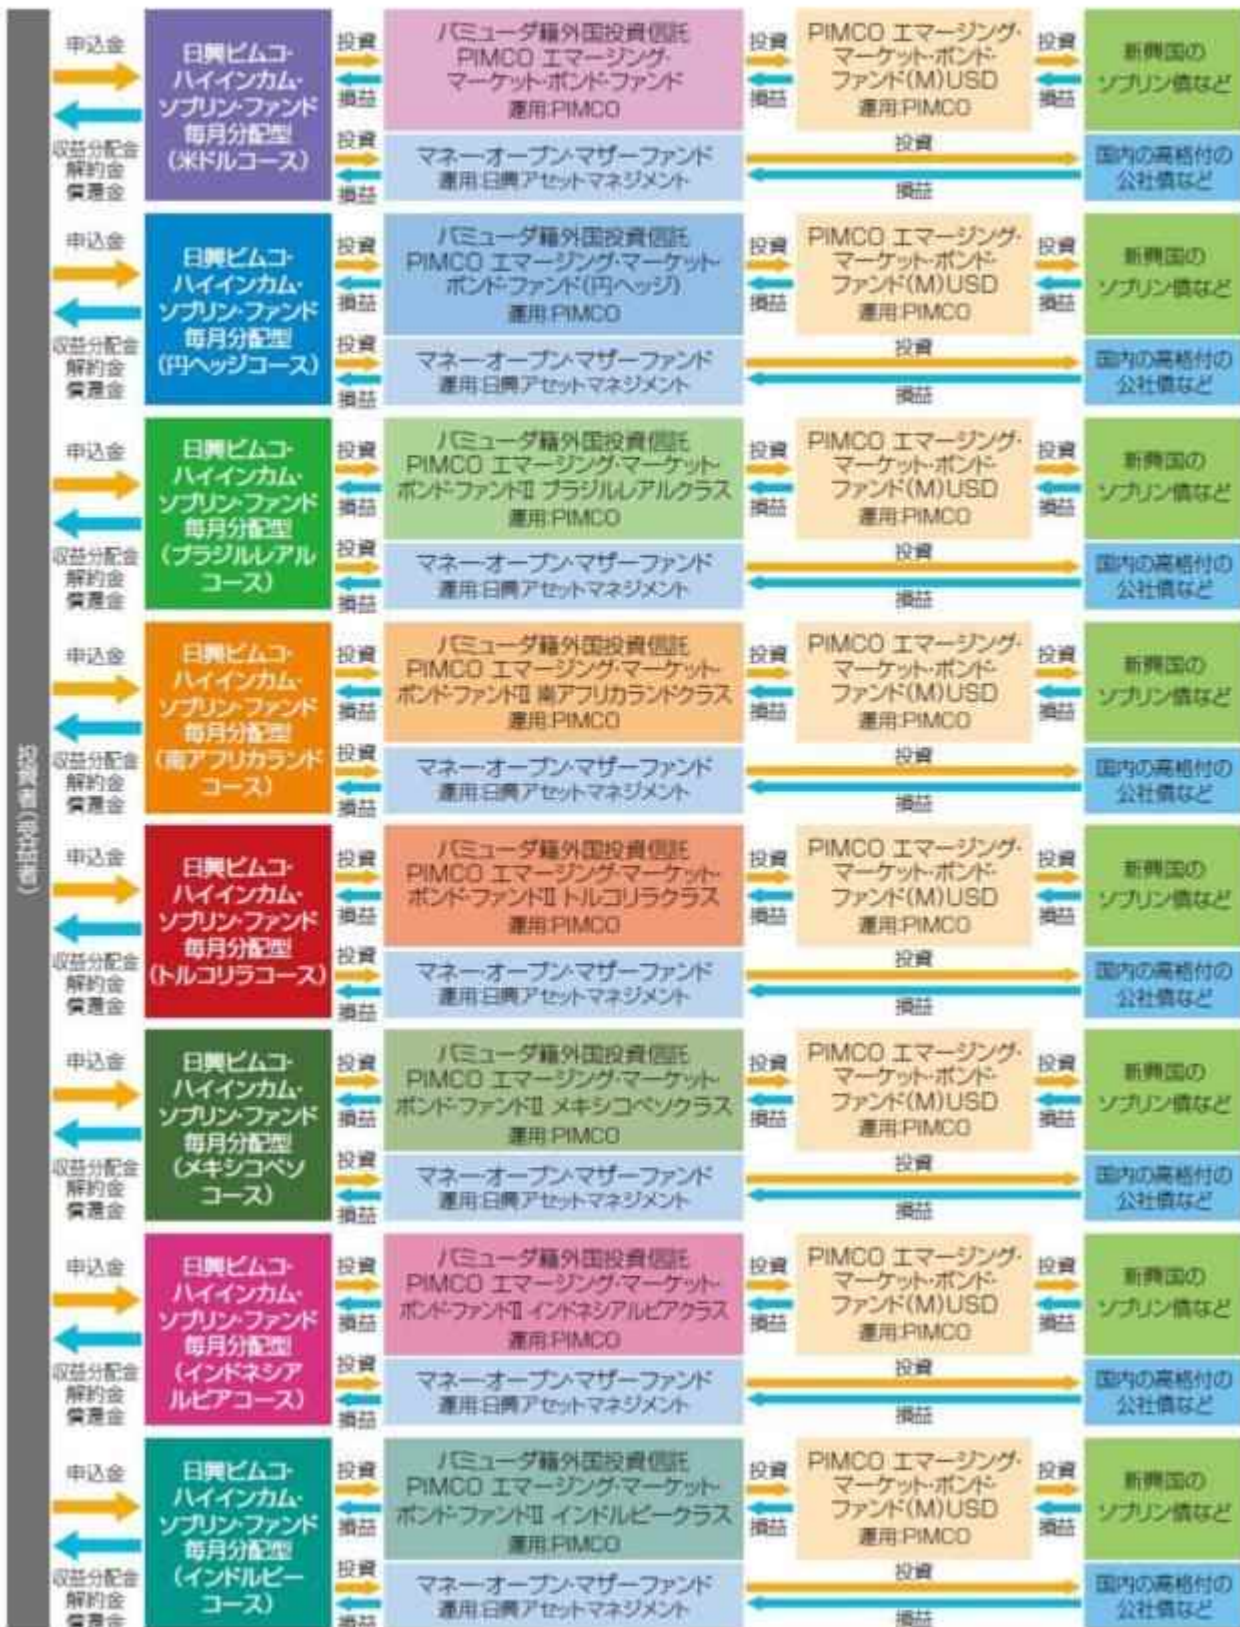 投資者(受益者)
申込金
収益分配金
解約金
償還金
日興ピムコ・
ハイインカム・
ソブリン・ファンド
毎月分配型
(米ドルコース)
投資
損益
バミューダ籍外国投資信託
PIMCO エマージング・
マーケット・ボンド・ファンド
運用:PIMCO
投資
損益
PIMCO エマージング・
マーケット・ボンド・
ファンド(M)USD
運用:PIMCO
投資
損益
新興国の
ソブリン債など
投資
損益
マネー・オープン・マザーファンド
運用:日興アセットマネジメント
投資
損益
国内の高格付の
公社債など
申込金
収益分配金
解約金
償還金
日興ピムコ・
ハイインカム・
ソブリン・ファンド
毎月分配型
(円ヘッジコース)
投資
損益
バミューダ籍外国投資信託
PIMCO エマージング・マーケット・
ボンド・ファンド(円ヘッジ)
運用:PIMCO
投資
損益
PIMCO エマージング・
マーケット・ボンド・
ファンド(M)USD
運用:PIMCO
投資
損益
新興国の
ソブリン債など
投資
損益
マネー・オープン・マザーファンド
運用:日興アセットマネジメント
投資
損益
国内の高格付の
公社債など
申込金
収益分配金
解約金
償還金
日興ピムコ・
ハイインカム・
ソブリン・ファンド
毎月分配型
(ブラジルレアル
コース)
投資
損益
バミューダ籍外国投資信託
PIMCO エマージング・マーケット・
ボンド・ファンドⅡ ブラジルレアルクラス
運用:PIMCO
投資
損益
PIMCO エマージング・
マーケット・ボンド・
ファンド(M)USD
運用:PIMCO
投資
損益
新興国の
ソブリン債など
投資
損益
マネー・オープン・マザーファンド
運用:日興アセットマネジメント
投資
損益
国内の高格付の
公社債など
申込金
収益分配金
解約金
償還金
日興ピムコ・
ハイインカム・
ソブリン・ファンド
毎月分配型
(南アフリカランド
コース)
投資
損益
バミューダ籍外国投資信託
PIMCO エマージング・マーケット・
ボンド・ファンドⅡ 南アフリカランドクラス
運用:PIMCO
投資
損益
PIMCO エマージング・
マーケット・ボンド・
ファンド(M)USD
運用:PIMCO
投資
損益
新興国の
ソブリン債など
投資
損益
マネー・オープン・マザーファンド
運用:日興アセットマネジメント
投資
損益
国内の高格付の
公社債など
申込金
収益分配金
解約金
償還金
日興ピムコ・
ハイインカム・
ソブリン・ファンド
毎月分配型
(トルコリラコース)
投資
損益
バミューダ籍外国投資信託
PIMCO エマージング・マーケット・
ボンド・ファンドⅡ トルコリラクラス
運用:PIMCO
投資
損益
PIMCO エマージング・
マーケット・ボンド・
ファンド(M)USD
運用:PIMCO
投資
損益
新興国の
ソブリン債など
投資
損益
マネー・オープン・マザーファンド
運用:日興アセットマネジメント
投資
損益
国内の高格付の
公社債など
申込金
収益分配金
解約金
償還金
日興ピムコ・
ハイインカム・
ソブリン・ファンド
毎月分配型
(メキシコペソ
コース)
投資
損益
バミューダ籍外国投資信託
PIMCO エマージング・マーケット・
ボンド・ファンドⅡ メキシコペソクラス
運用:PIMCO
投資
損益
PIMCO エマージング・
マーケット・ボンド・
ファンド(M)USD
運用:PIMCO
投資
損益
新興国の
ソブリン債など
投資
損益
マネー・オープン・マザーファンド
運用:日興アセットマネジメント
投資
損益
国内の高格付の
公社債など
申込金
収益分配金
解約金
償還金
日興ピムコ・
ハイインカム・
ソブリン・ファンド
毎月分配型
(インドネシア
ルピアコース)
投資
損益
バミューダ籍外国投資信託
PIMCO エマージング・マーケット・
ボンド・ファンドⅡ インドネシアルピアクラス
運用:PIMCO
投資
損益
PIMCO エマージング・
マーケット・ボンド・
ファンド(M)USD
運用:PIMCO
投資
損益
新興国の
ソブリン債など
投資
損益
マネー・オープン・マザーファンド
運用:日興アセットマネジメント
投資
損益
国内の高格付の
公社債など
申込金
収益分配金
解約金
償還金
日興ピムコ・
ハイインカム・
ソブリン・ファンド
毎月分配型
(インドルピー
コース)
投資
損益
バミューダ籍外国投資信託
PIMCO エマージング・マーケット・
ボンド・ファンドⅡ インドルピークラス
運用:PIMCO
投資
損益
PIMCO エマージング・
マーケット・ボンド・
ファンド(M)USD
運用:PIMCO
投資
損益
新興国の
ソブリン債など
投資
損益
マネー・オープン・マザーファンド
運用:日興アセットマネジメント
投資
損益
国内の高格付の
公社債など